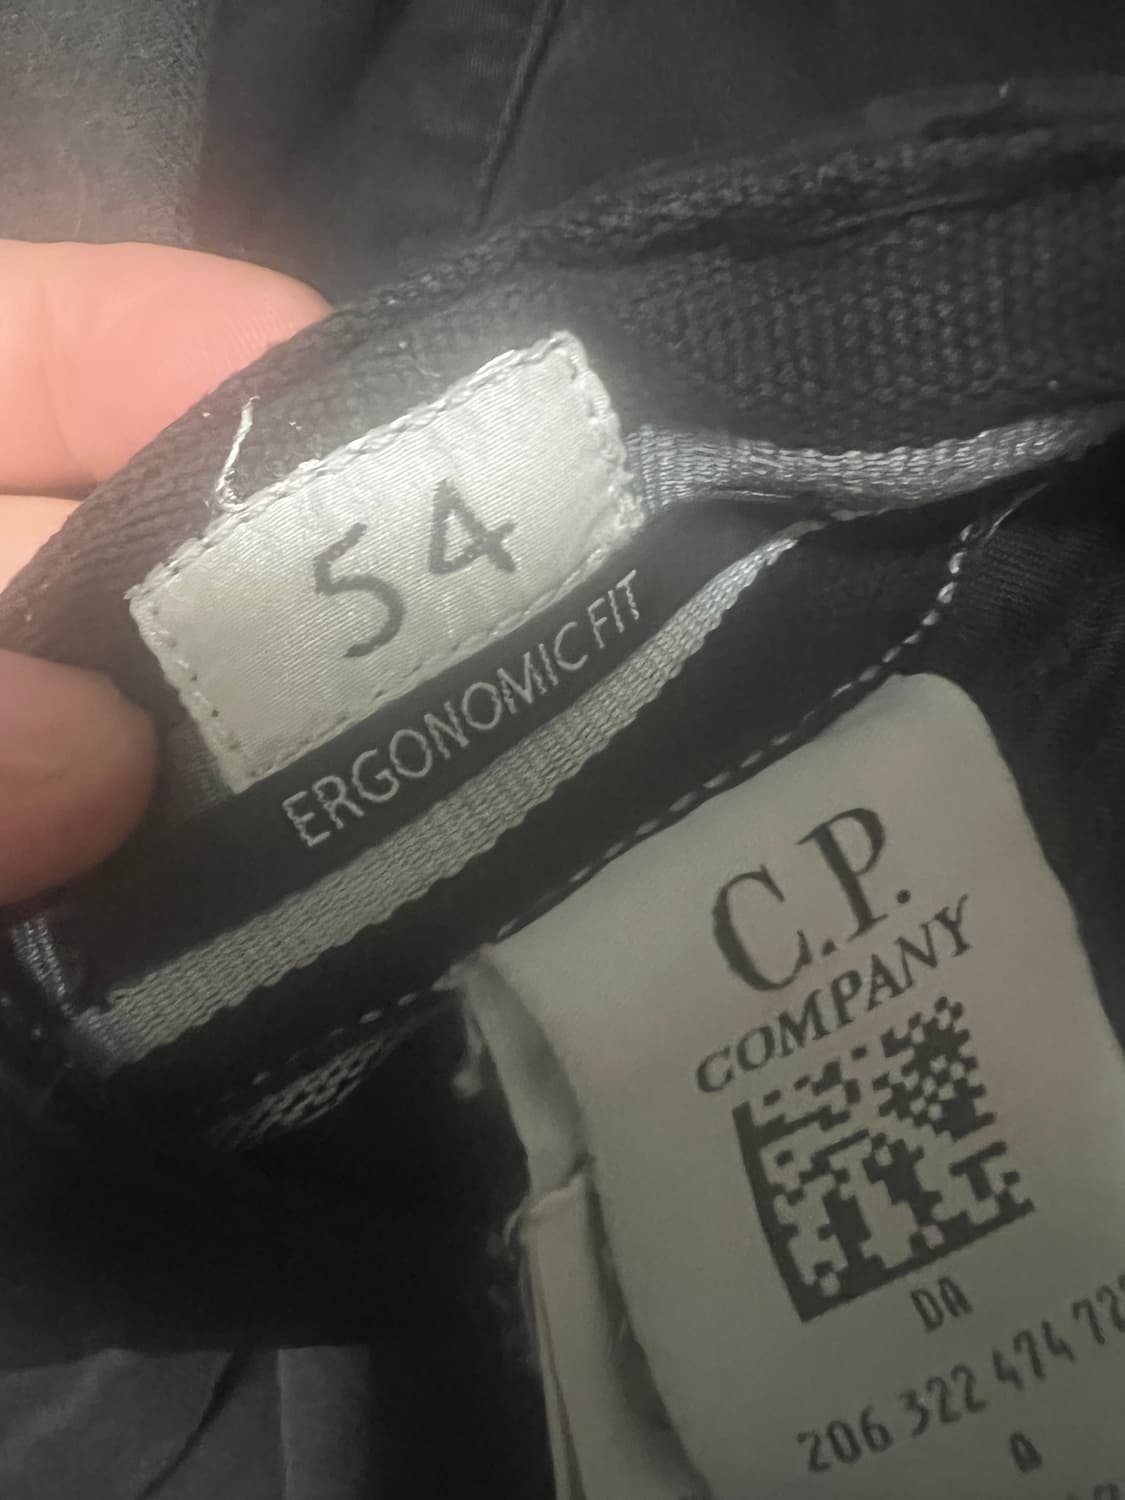 54
ERGONOMIC FIT
C.P.
COMPANY
DA
206 322 474
A